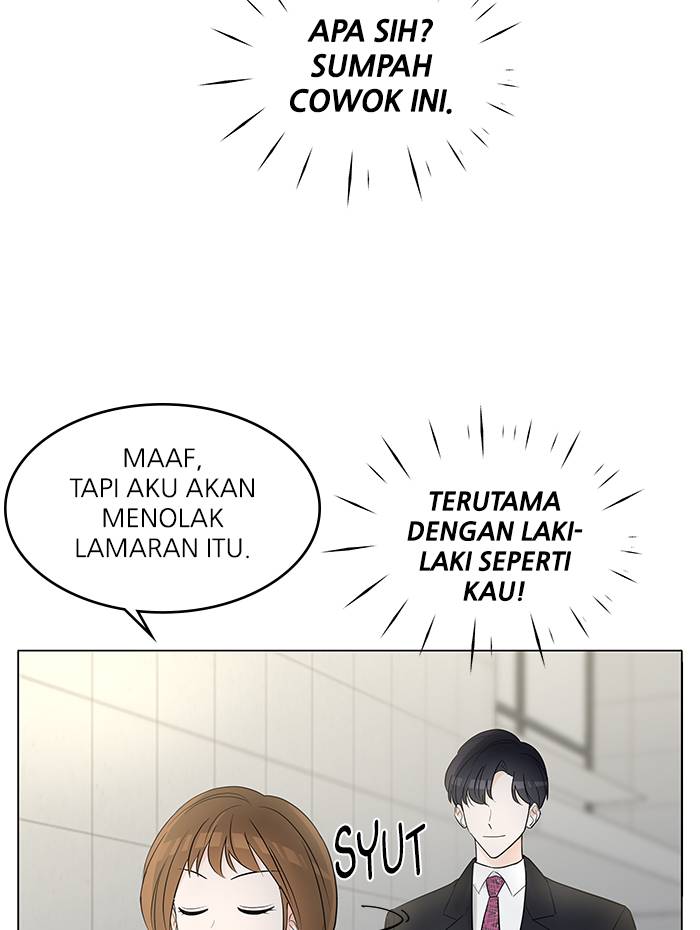 APA SIH?
SUMPAH
COWOK INI.
MAAF,
TAPI AKU AKAN
MENOLAK
LAMARAN ITU.
TERUTAMA
DENGAN LAKI-
LAKI SEPERTI
KAU!
SYUT